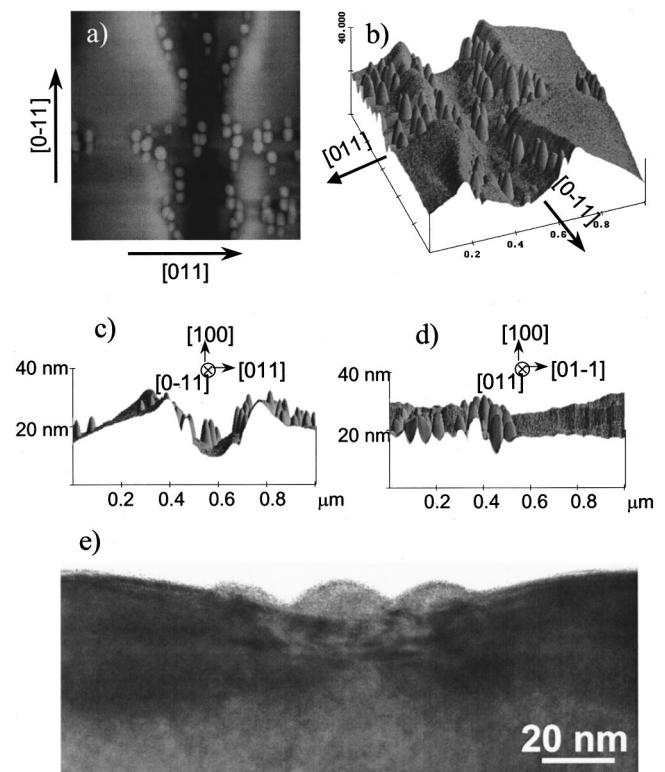 a)
[0-11]
[011]
b)
40.000
[011]
[0-11]
0.2
0.4
0.6
0.8
c)
[100]
[0-11]
[011]
40 nm
20 nm
0.2 0.4 0.6 0.8 µm
d)
[100]
[011]
[01-1]
40 nm
20 nm
0.2 0.4 0.6 0.8 µm
e)
20 nm